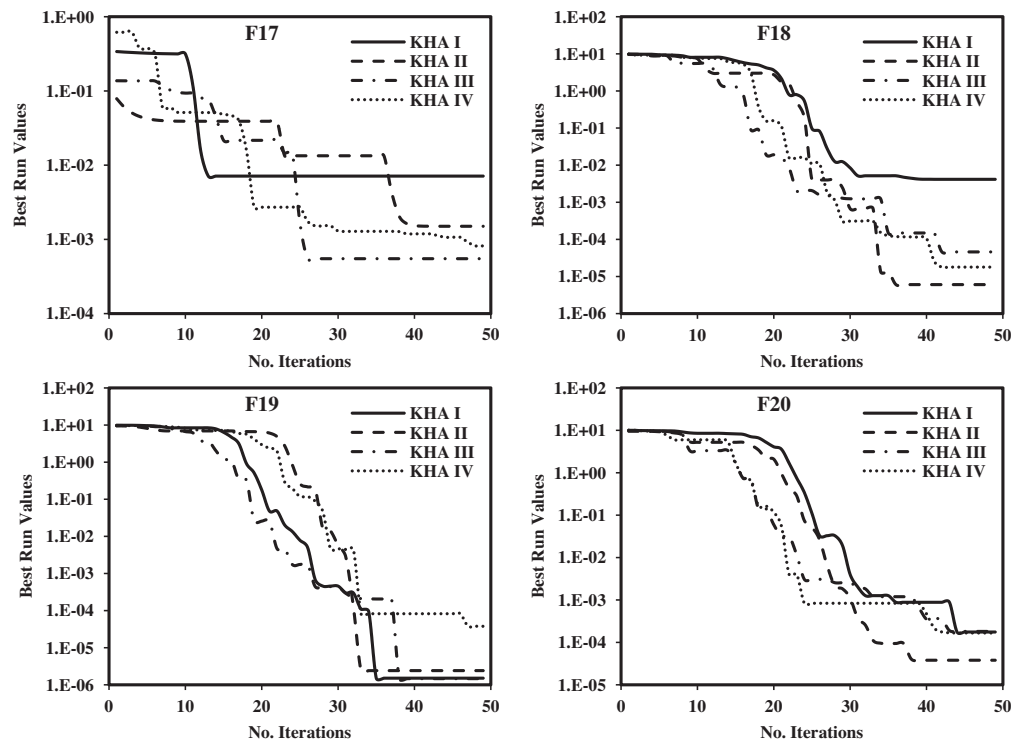 F17
KHA I
KHA II
KHA III
KHA IV
1.E+00
1.E-01
1.E-02
1.E-03
1.E-04
0 10 20 30 40 50
Best Run Values
No. Iterations
F18
KHA I
KHA II
KHA III
KHA IV
1.E+02
1.E+01
1.E+00
1.E-01
1.E-02
1.E-03
1.E-04
1.E-05
1.E-06
0 10 20 30 40 50
Best Run Values
No. Iterations
F19
KHA I
KHA II
KHA III
KHA IV
1.E+02
1.E+01
1.E+00
1.E-01
1.E-02
1.E-03
1.E-04
1.E-05
1.E-06
0 10 20 30 40 50
Best Run Values
No. Iterations
F20
KHA I
KHA II
KHA III
KHA IV
1.E+02
1.E+01
1.E+00
1.E-01
1.E-02
1.E-03
1.E-04
1.E-05
0 10 20 30 40 50
Best Run Values
No. Iterations